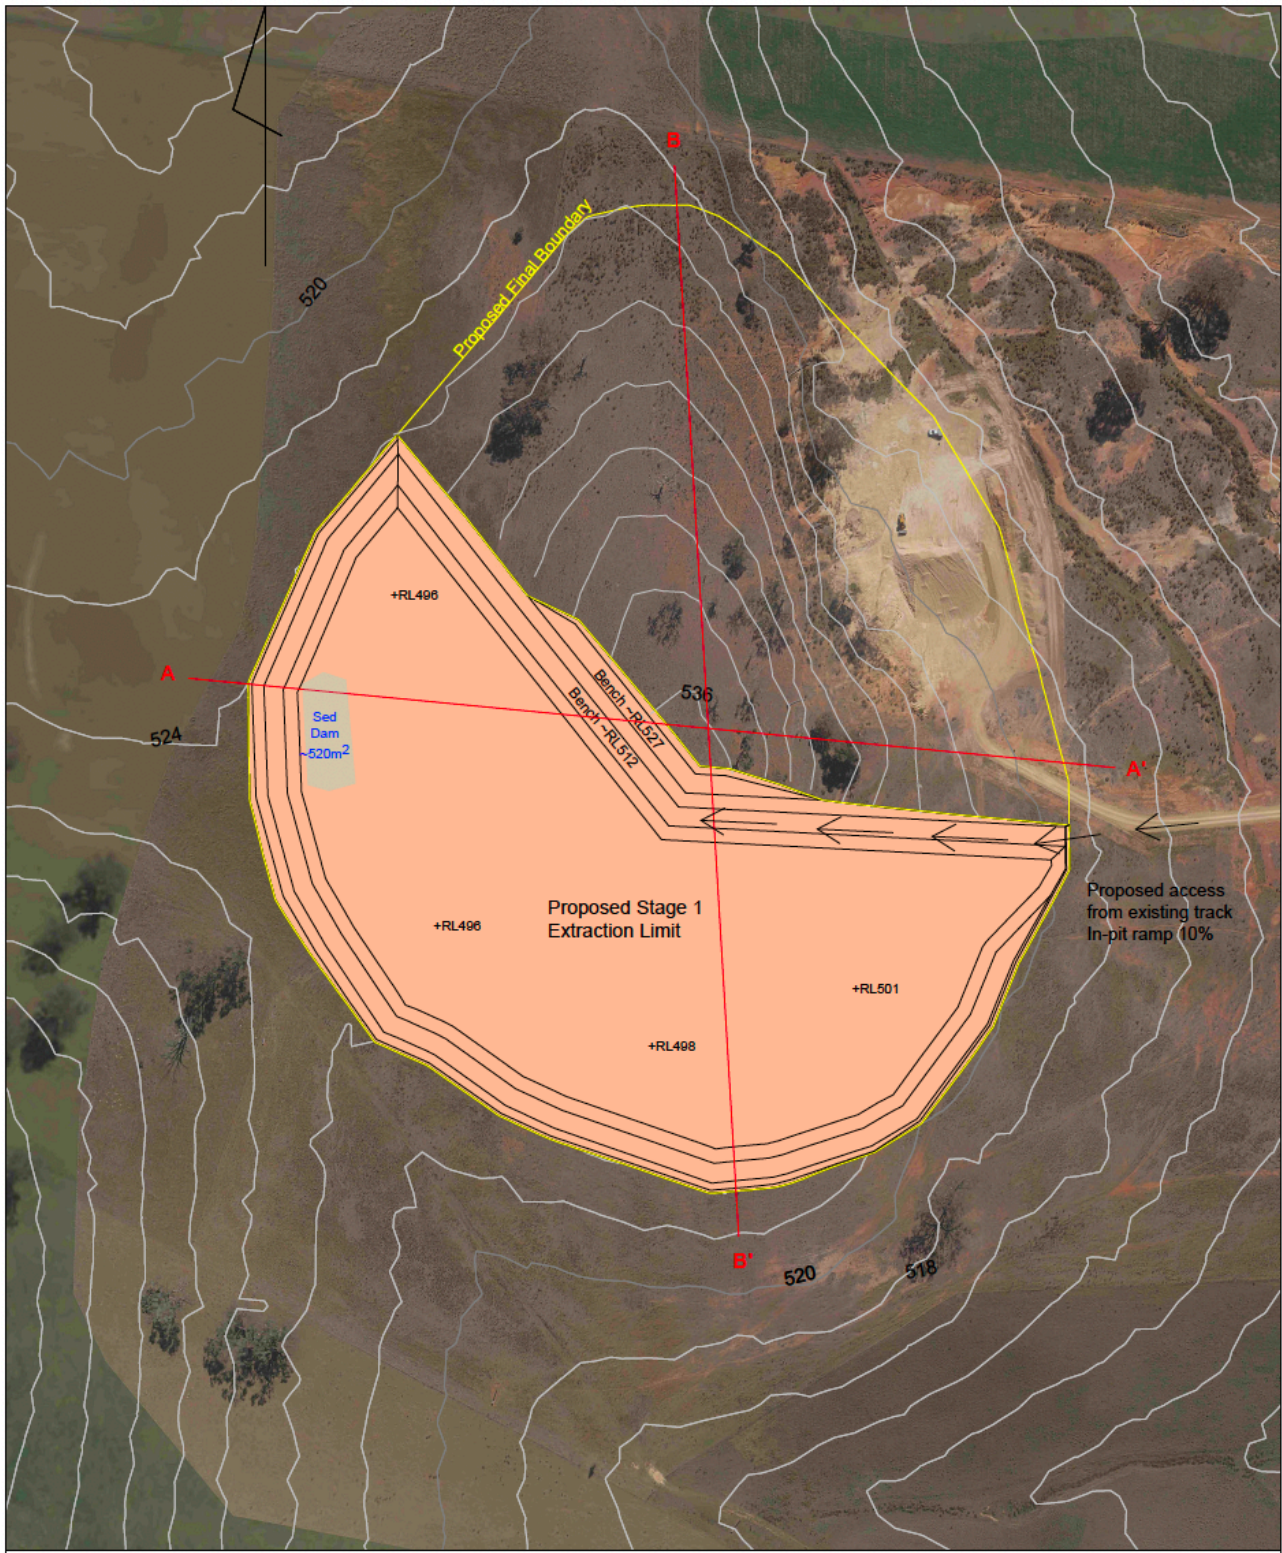 B
520
Proposed Final Boundary
+RL496
A
536
Bench ~RL527
Bench ~RL512
Sed
Dam
~520m2
524
A'
Proposed access
from existing track
In-pit ramp 10%
Proposed Stage 1
Extraction Limit
+RL496
+RL501
+RL498
B'
520
518